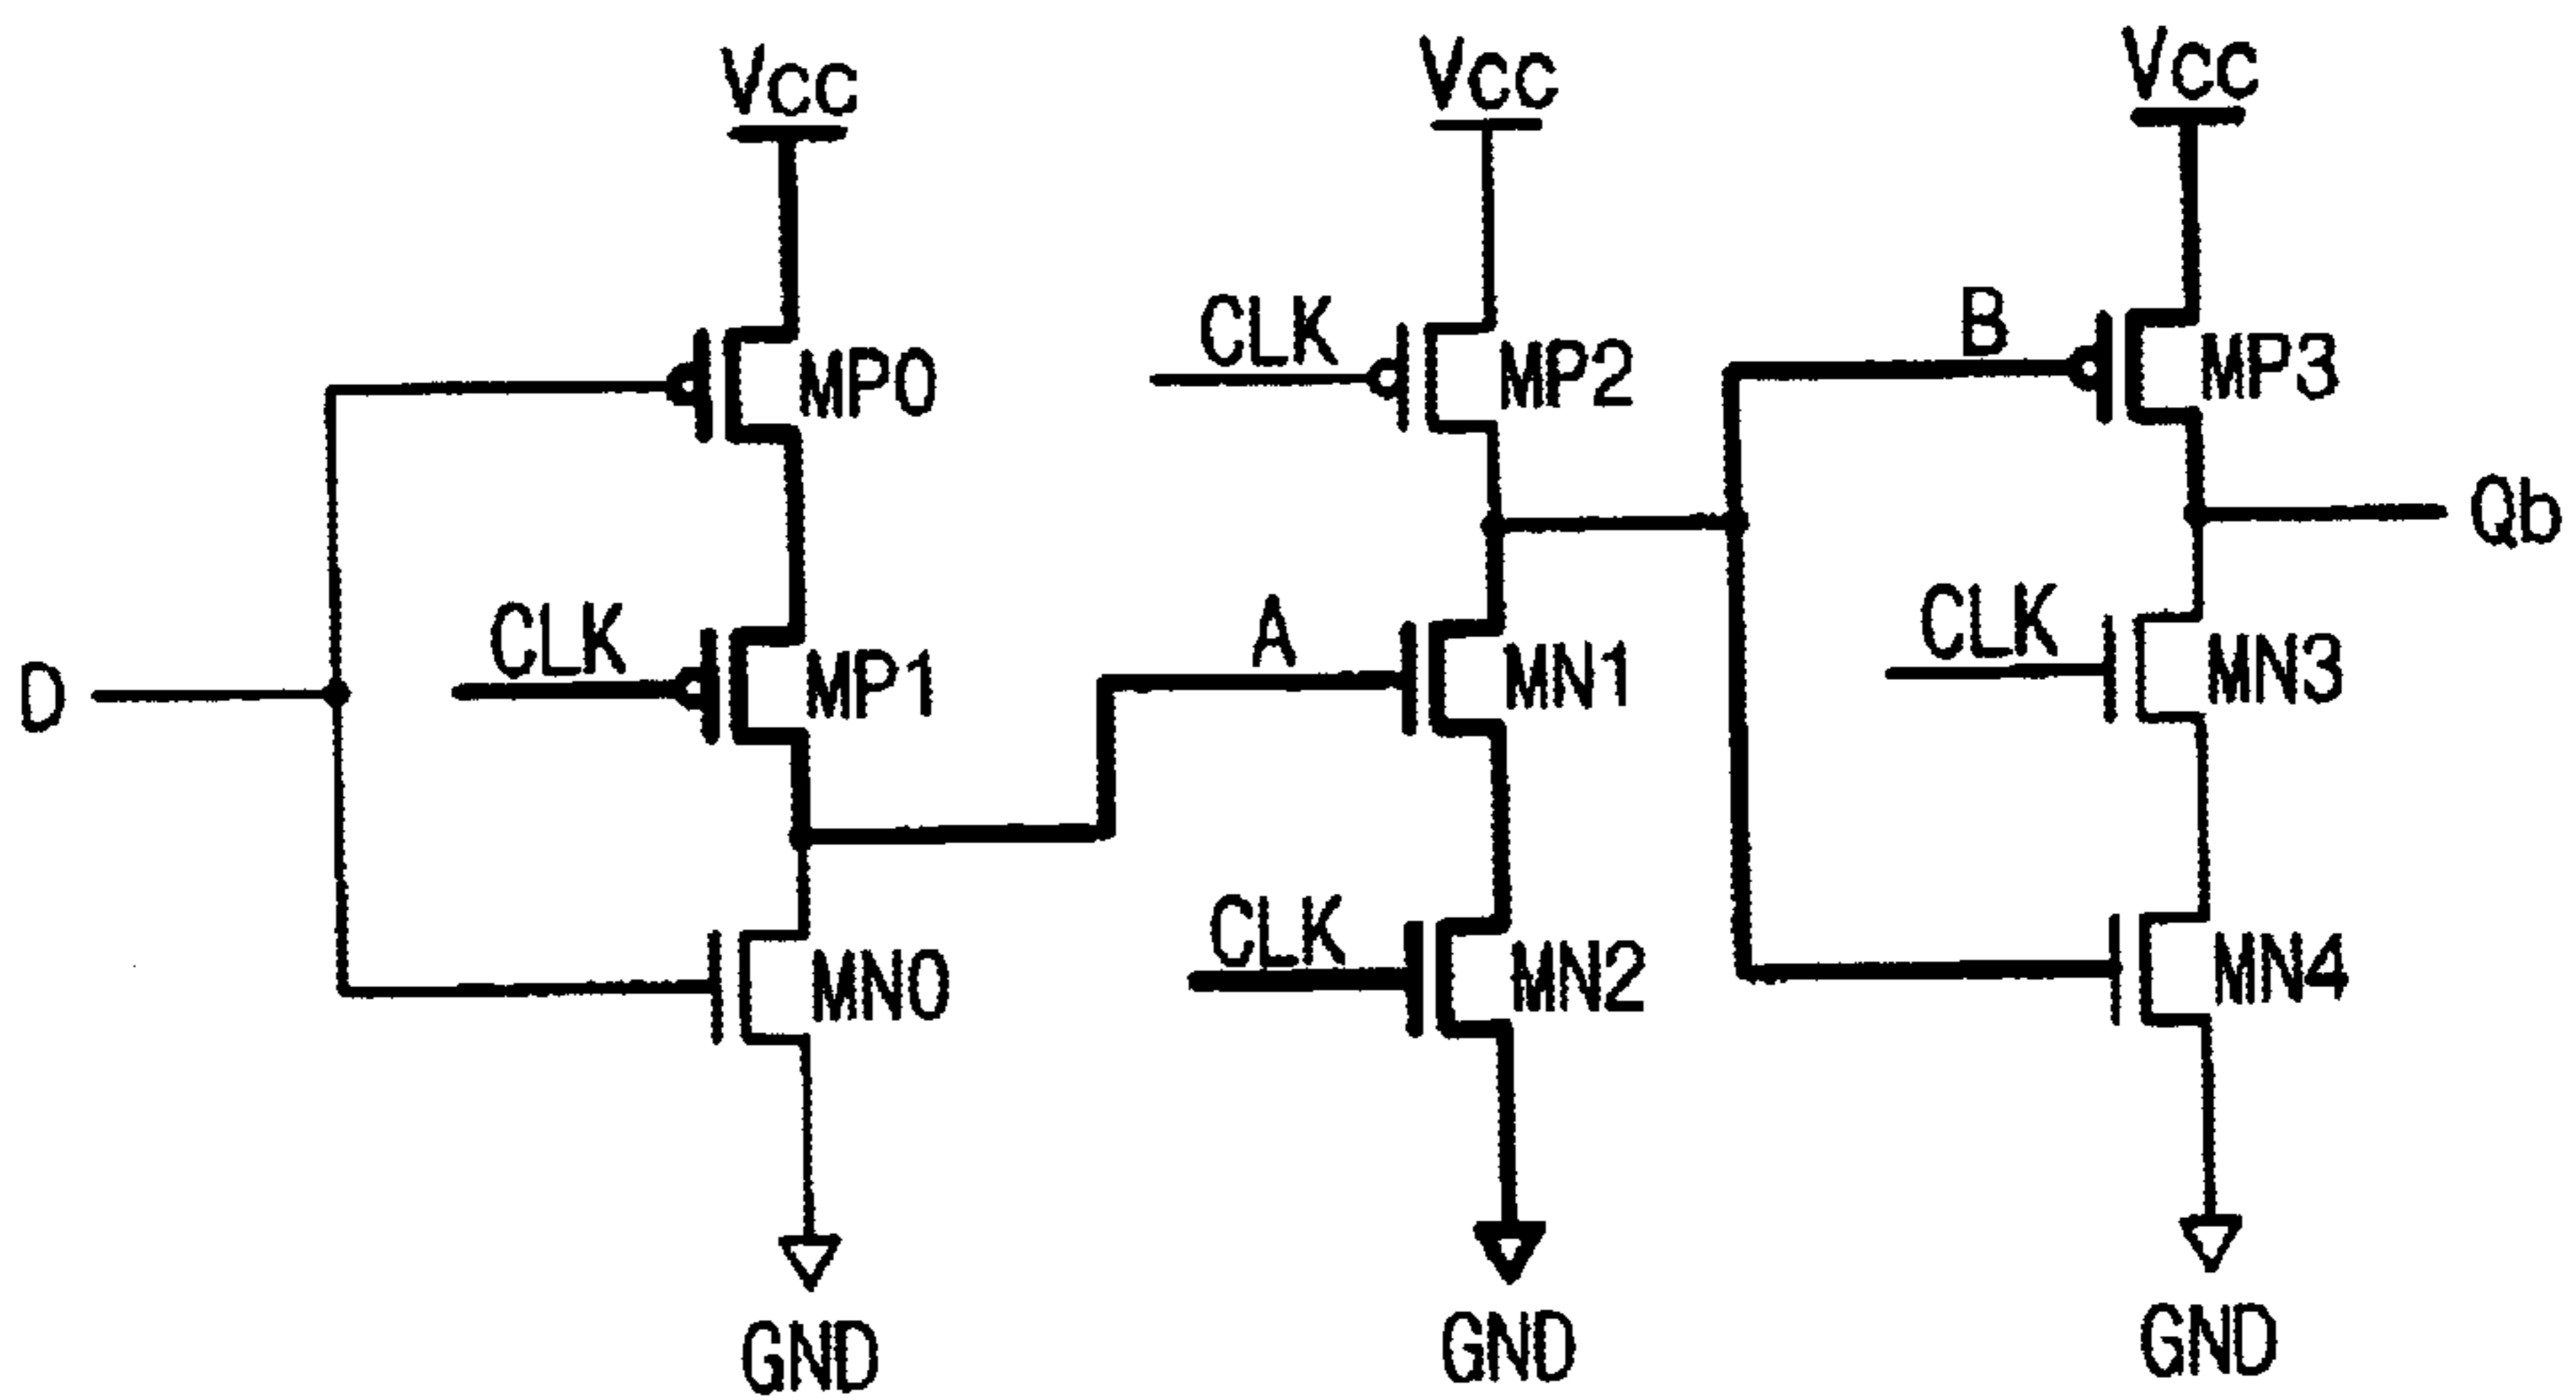 Vcc
Vcc
Vcc
B
CLK
MP0
MP2
MP3
Qb
CLK
A
CLK
D
MP1
MN1
MN3
CLK
MN0
MN2
MN4
GND
GND
GND